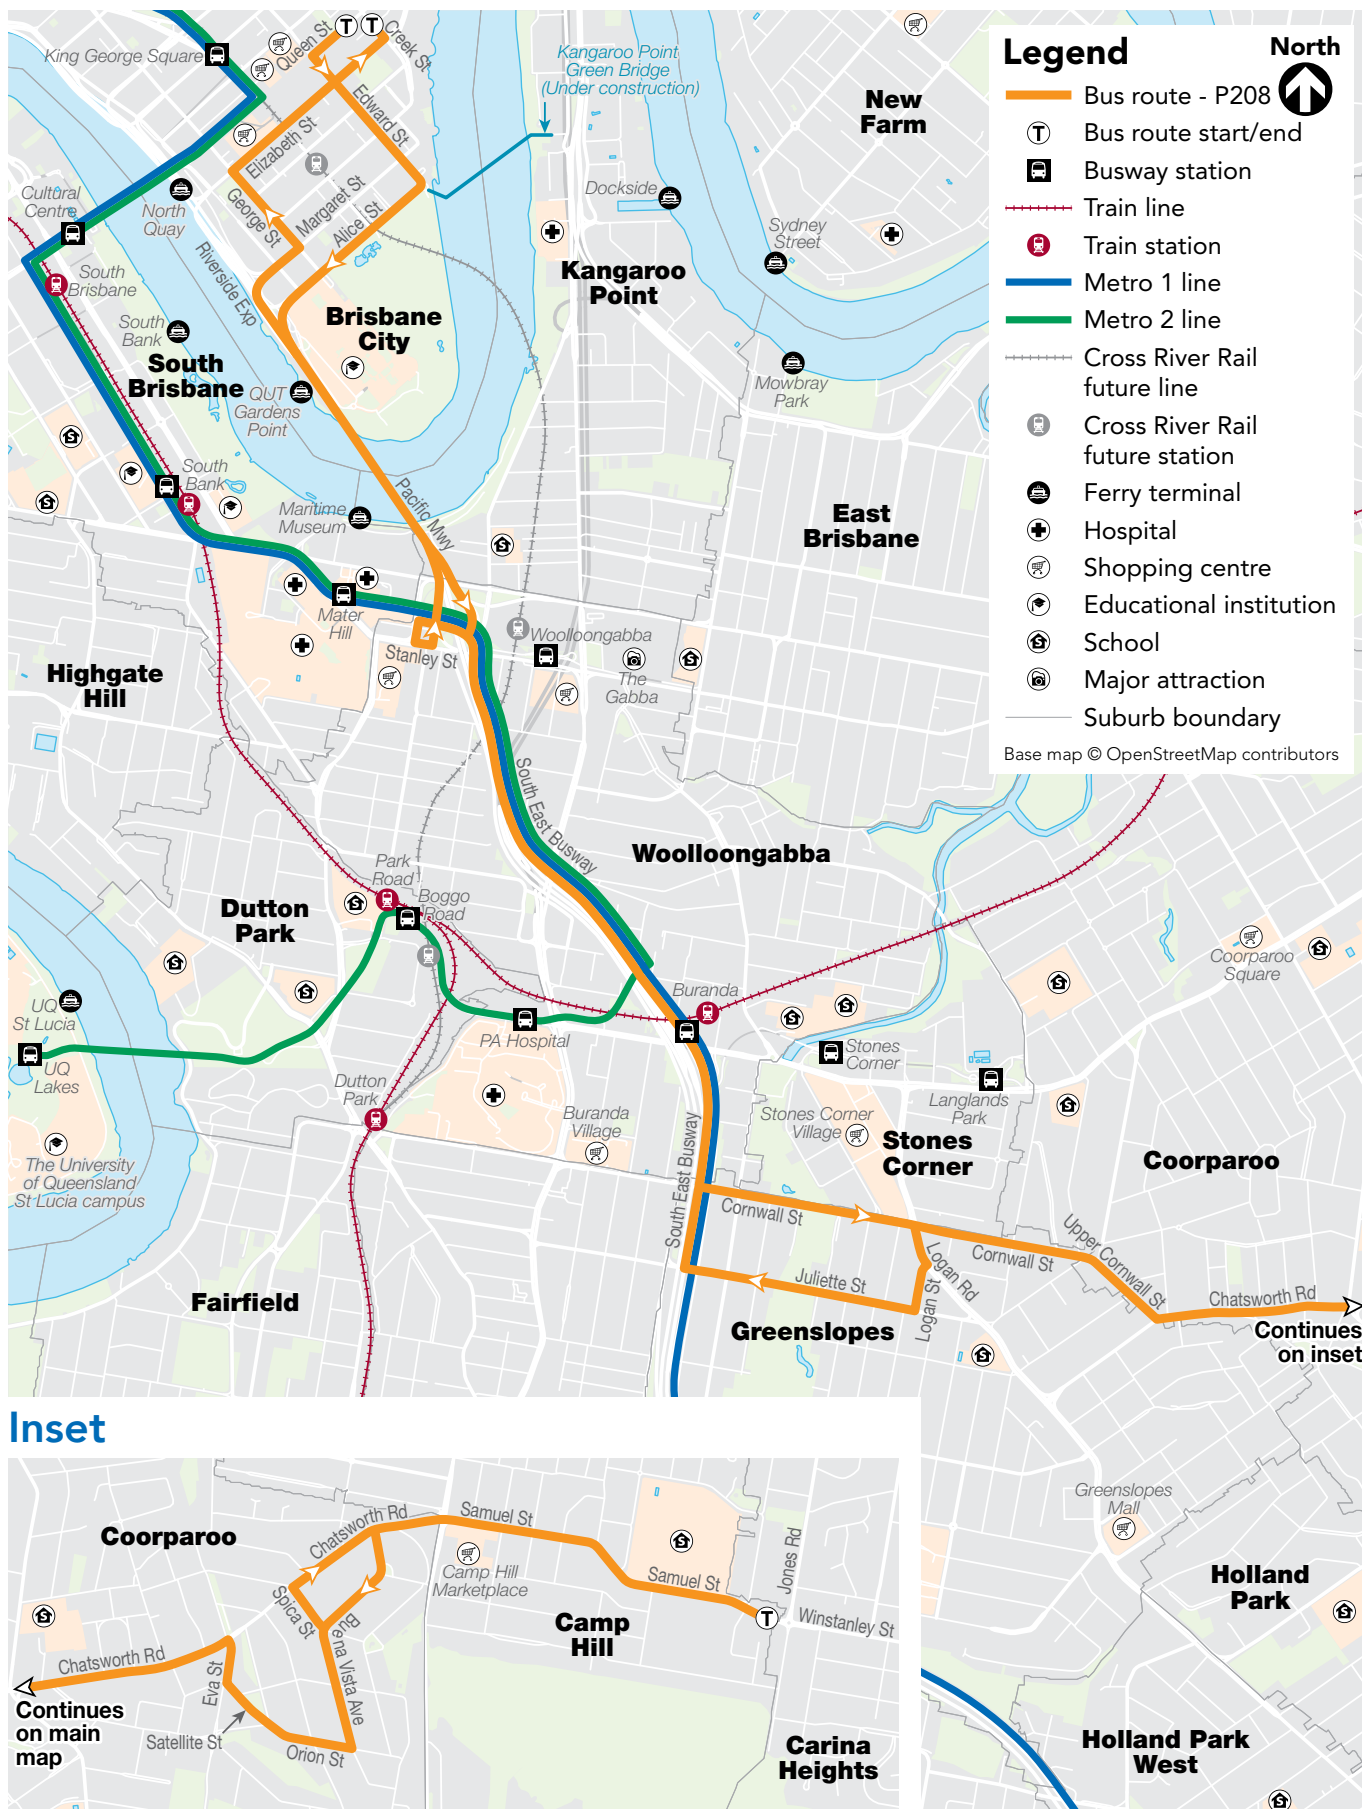 King George Square
Queen St
T
T
Creek St
Kangaroo Point
Green Bridge
(Under construction)
New
Farm
Edward St
Elizabeth St
Margaret St
Alice St
George St
Cultural
Centre
North
Quay
Riverside Exp
Dockside
Sydney
Street
South
Brisbane
Kangaroo
Point
Brisbane
City
South
Bank
South
Brisbane
QUT
Gardens
Point
Mowbray
Park
South
Bank
Maritime
Museum
Pacific Mwy
East
Brisbane
Mater
Hill
Stanley St
Woolloongabba
The
Gabba
Highgate
Hill
South East Busway
Woolloongabba
Park
Road
Boggo
Road
Dutton
Park
Coorparoo
Square
UQ
St Lucia
UQ
Lakes
PA Hospital
Buranda
Stones
Corner
Langlands
Park
Dutton
Park
Buranda
Village
Stones Corner
Village
Stones
Corner
Coorparoo
The University
of Queensland
St Lucia campus
South East Busway
Cornwall St
Logan Rd
Cornwall St
Upper Cornwall St
Juliette St
Logan St
Chatsworth Rd
Fairfield
Greenslopes
Continues
on inset
Greenslopes
Mall
Holland
Park
Holland Park
West
Legend
North
Bus route - P208
T
Bus route start/end
Busway station
Train line
Train station
Metro 1 line
Metro 2 line
Cross River Rail
future line
Cross River Rail
future station
Ferry terminal
Hospital
Shopping centre
Educational institution
School
Major attraction
Suburb boundary
Base map © OpenStreetMap contributors
Inset
Coorparoo
Chatsworth Rd
Samuel St
Camp Hill
Marketplace
Samuel St
Jones Rd
Spica St
Buena Vista Ave
Camp
Hill
T
Winstanley St
Chatsworth Rd
Eva St
Continues
on main
map
Satellite St
Orion St
Carina
Heights